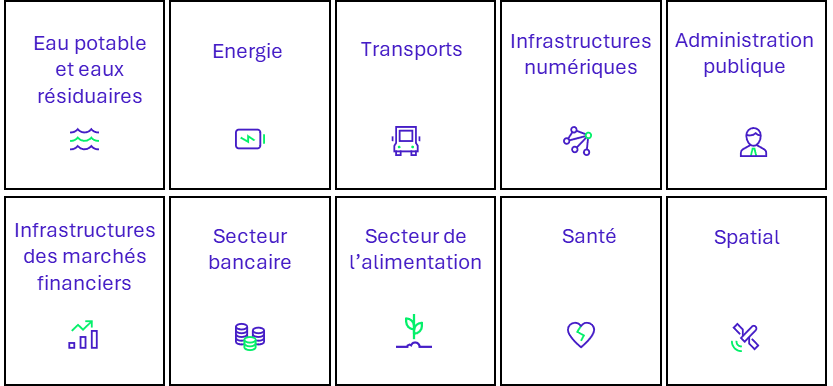 Eau potable
et eaux
résiduaires
Energie
Transports
Infrastructures
numériques
Administration
publique
Infrastructures
des marchés
financiers
Secteur
bancaire
Secteur de
l’alimentation
Santé
Spatial